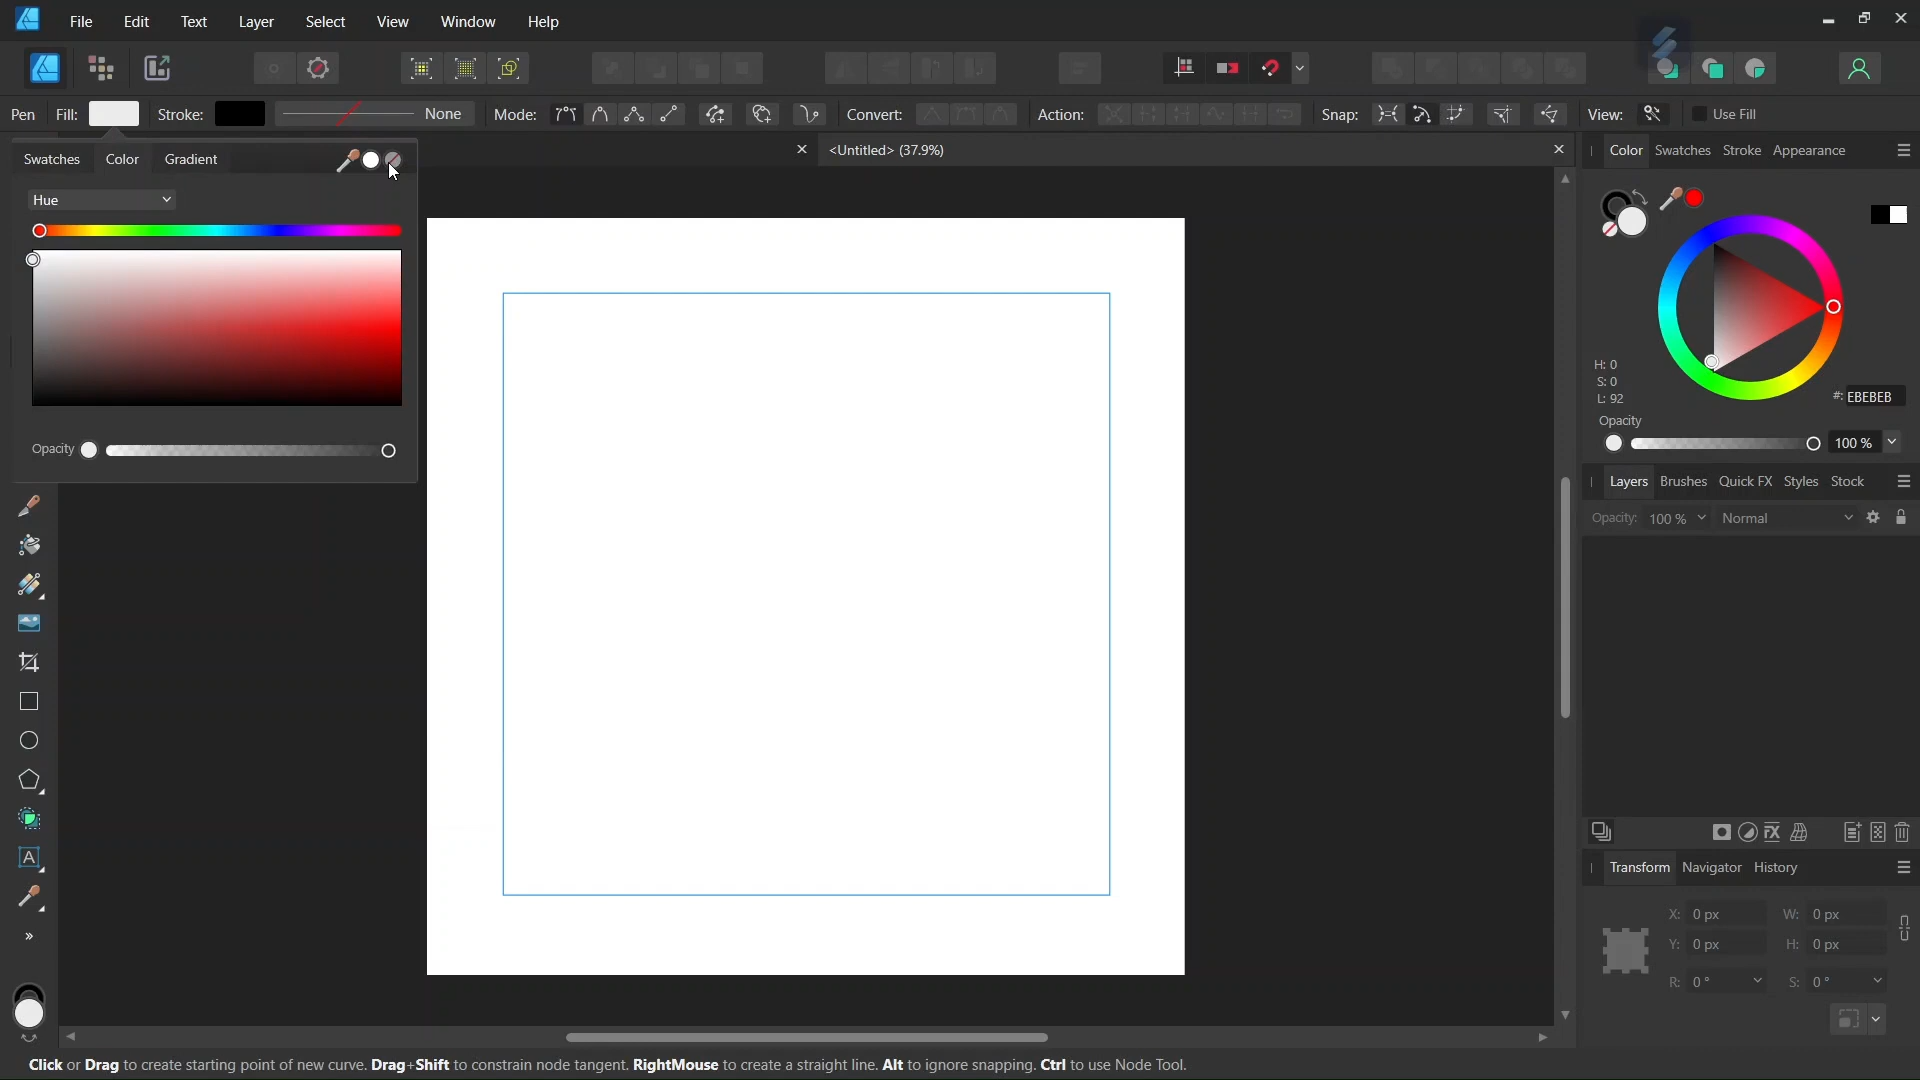 File Edit Text Layer Select View Window Help
Pen Fill: Stroke: None Mode: Convert: Action: Snap: View: Use Fill
Swatches Color Gradient
<Untitled> (37.9%)
Color Swatches Stroke Appearance
Hue
H: 0
S: 0
L: 92
#: EBEBEB
Opacity
100 %
Opacity
Layers Brushes Quick FX Styles Stock
Opacity: 100 % Normal
Transform Navigator History
X: 0 px W: 0 px
Y: 0 px H: 0 px
R: 0 ° S: 0 °
Click or Drag to create starting point of new curve. Drag+Shift to constrain node tangent. RightMouse to create a straight line. Alt to ignore snapping. Ctrl to use Node Tool.